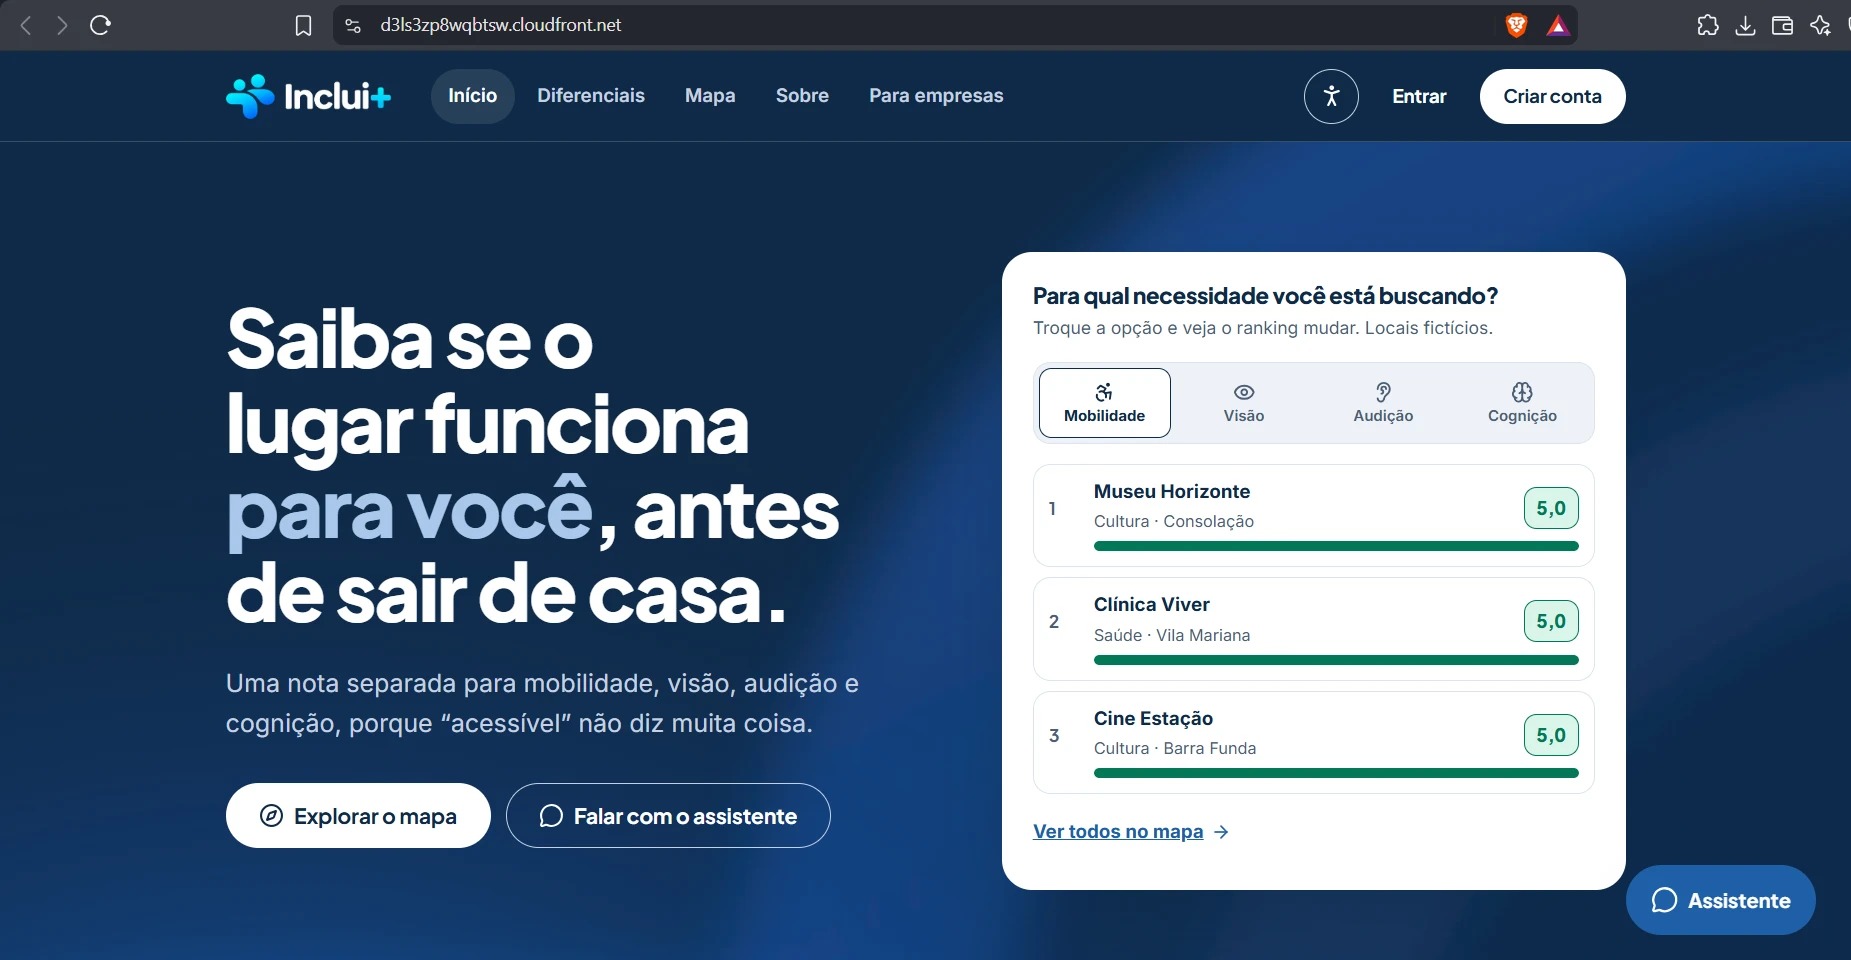 d3ls3zp8wqbtsw.cloudfront.net
Inclui+
Início
Diferenciais
Mapa
Sobre
Para empresas
Entrar
Criar conta
Saiba se o
lugar funciona
para você, antes
de sair de casa.
Uma nota separada para mobilidade, visão, audição e
cognição, porque “acessível” não diz muita coisa.
Explorar o mapa
Falar com o assistente
Para qual necessidade você está buscando?
Troque a opção e veja o ranking mudar. Locais fictícios.
Mobilidade
Visão
Audição
Cognição
1
Museu Horizonte
Cultura · Consolação
5,0
2
Clínica Viver
Saúde · Vila Mariana
5,0
3
Cine Estação
Cultura · Barra Funda
5,0
Ver todos no mapa →
Assistente